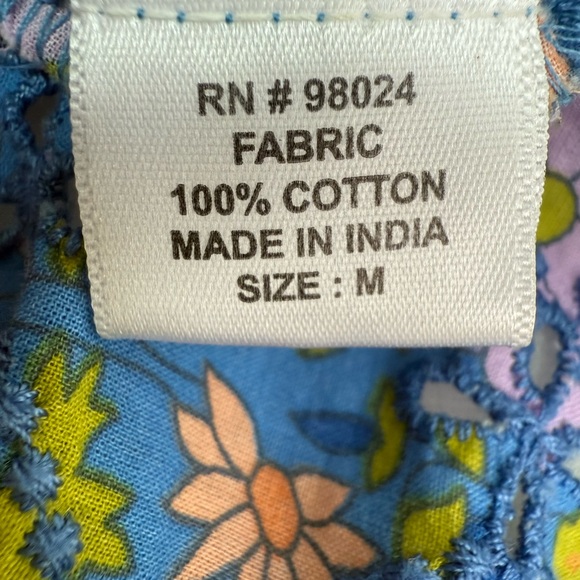 RN # 98024
FABRIC
100% COTTON
MADE IN INDIA
SIZE : M